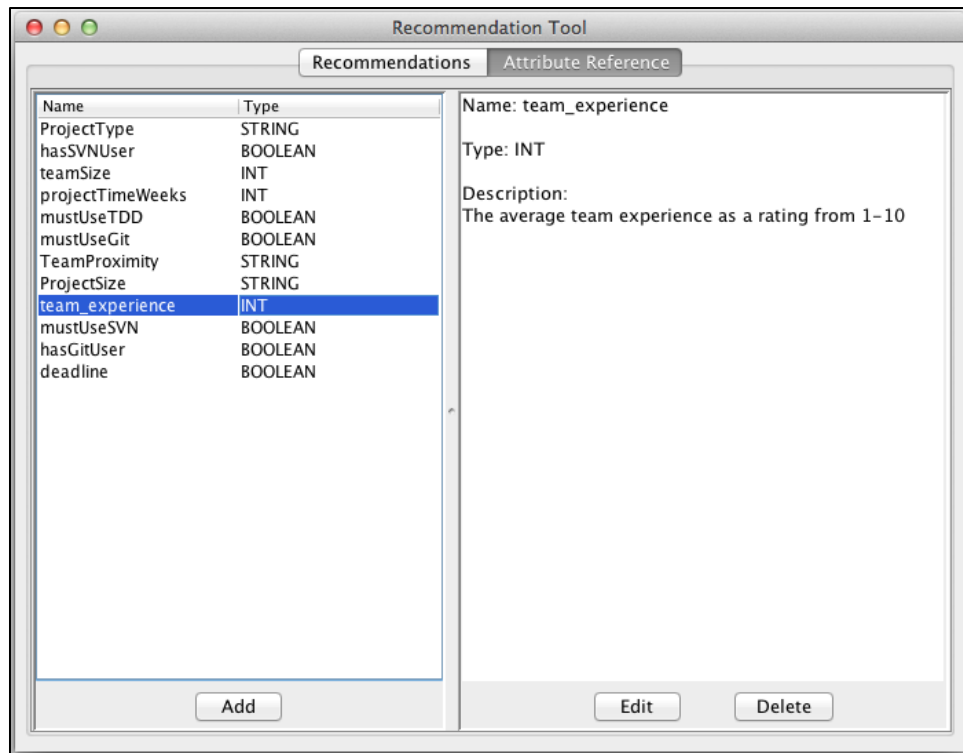 Recommendation Tool
Recommendations Attribute Reference
Name Type
ProjectType STRING
hasSVNUser BOOLEAN
teamSize INT
projectTimeWeeks INT
mustUseTDD BOOLEAN
mustUseGit BOOLEAN
TeamProximity STRING
ProjectSize STRING
team_experience INT
mustUseSVN BOOLEAN
hasGitUser BOOLEAN
deadline BOOLEAN
Add
Name: team_experience
Type: INT
Description:
The average team experience as a rating from 1-10
Edit Delete